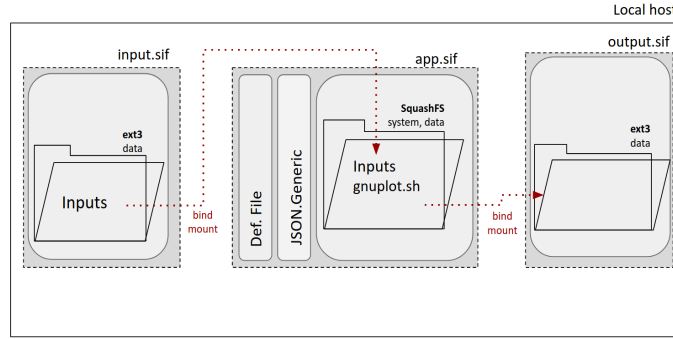 Local host
input.sif
app.sif
output.sif
ext3
data
Inputs
bind
mount
Def. File
JSON.Generic
SquashFS
system, data
Inputs
gnuplot.sh
bind
mount
ext3
data